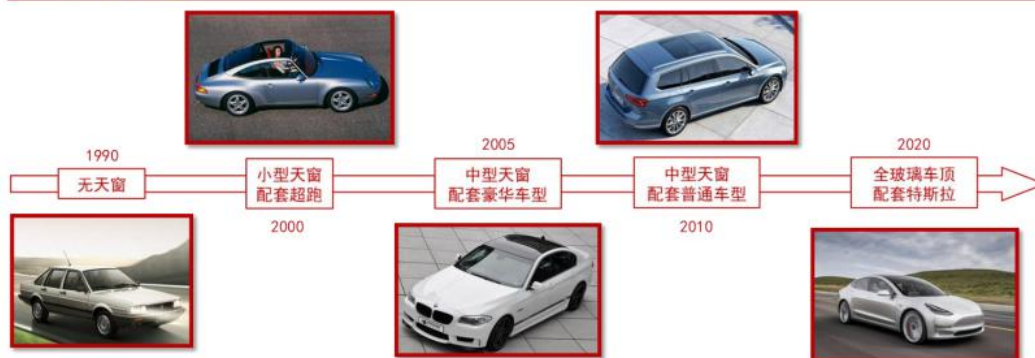 1990
无天窗
小型天窗
配套超跑
2000
2005
中型天窗
配套豪华车型
中型天窗
配套普通车型
2010
2020
全玻璃车顶
配套特斯拉